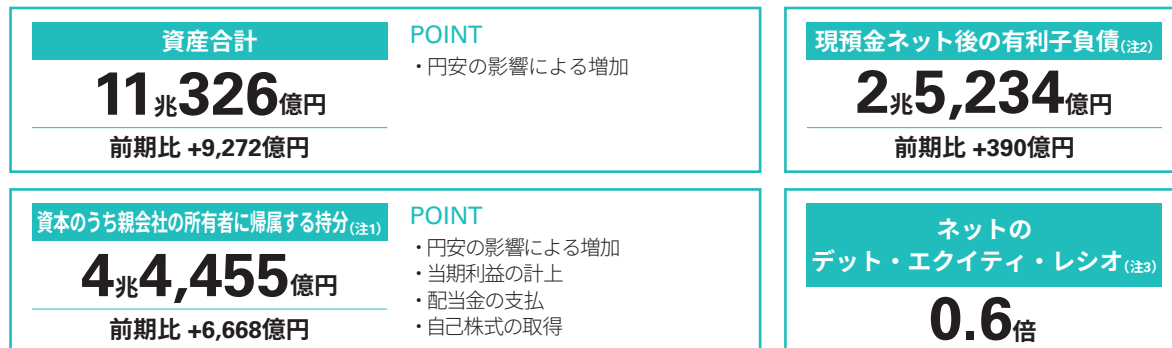 資産合計
11兆326億円
前期比 +9,272億円
POINT
・円安の影響による増加
現預金ネット後の有利子負債(注2)
2兆5,234億円
前期比 +390億円
資本のうち親会社の所有者に帰属する持分(注1)
4兆4,455億円
前期比 +6,668億円
POINT
・円安の影響による増加
・当期利益の計上
・配当金の支払
・自己株式の取得
ネットの
デット・エクイティ・レシオ(注3)
0.6倍